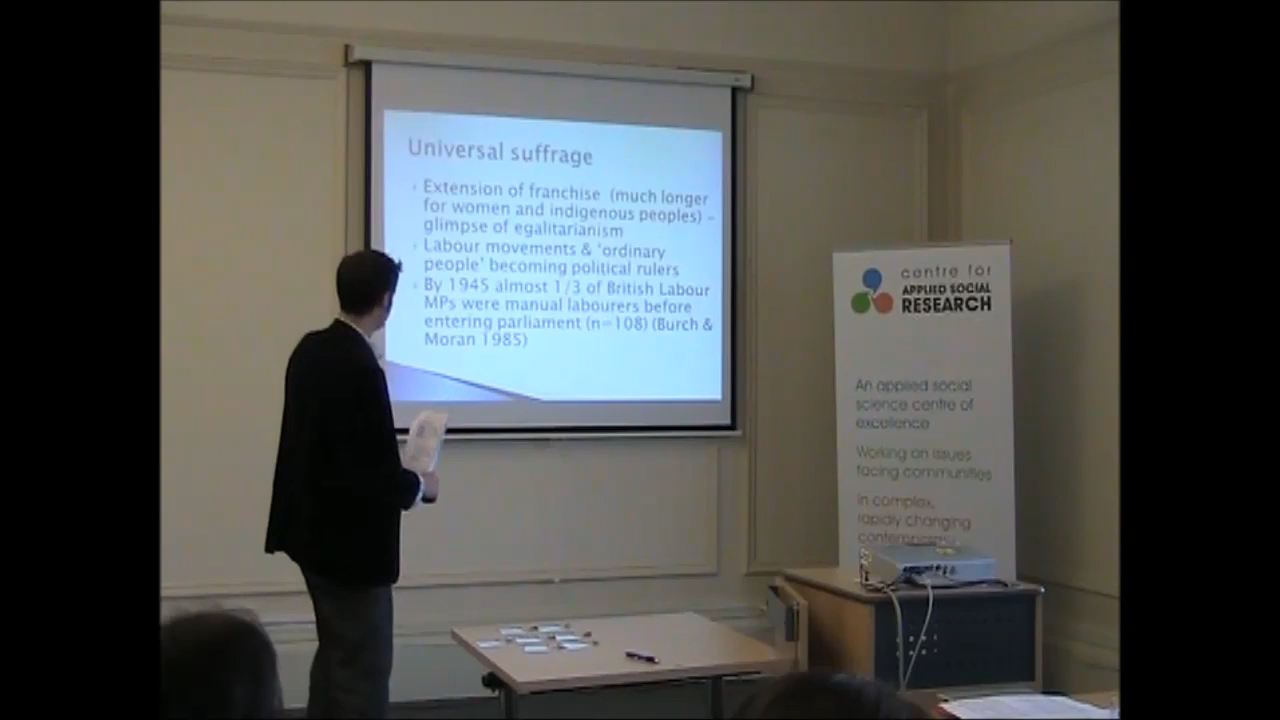 Universal suffrage
Extension of franchise (much longer
for women and indigenous peoples) –
glimpse of egalitarianism
Labour movements & ‘ordinary
people’ becoming political rulers
By 1945 almost 1/3 of British Labour
MPs were manual labourers before
entering parliament (n=108) (Burch &
Moran 1985)
centre for
APPLIED SOCIAL
RESEARCH
An applied social
science centre of
excellence
Working on issues
facing communities
In complex,
rapidly changing
contemporary